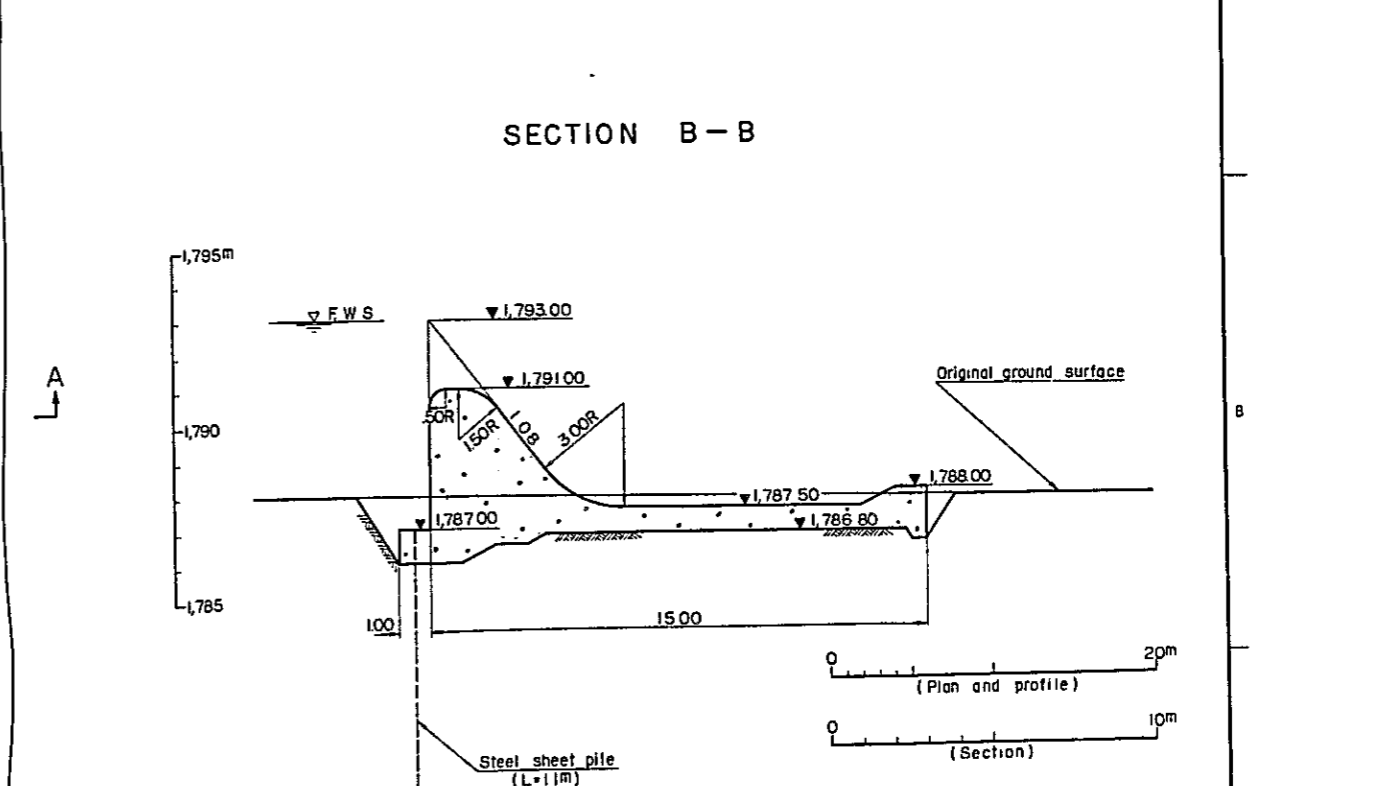 SECTION B-B
1,795m
F.W.S
1,793.00
A
1,791.00
Original ground surface
.50R
1.50R
1:0.8
3.00R
B
1,790
1,788.00
1,787.50
1,787.00
1,786.80
1,785
1.00
15.00
0 20m
(Plan and profile)
0 10m
(Section)
Steel sheet pile
(L=11m)